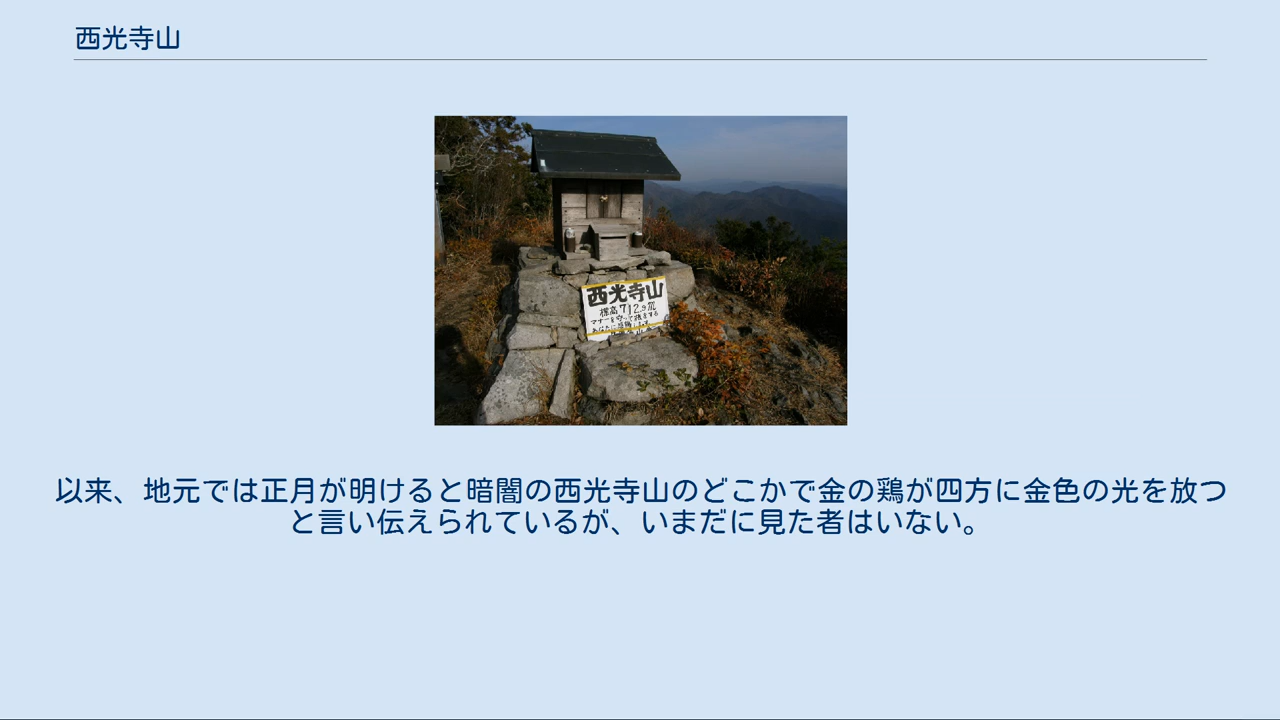 西光寺山
西光寺山
標高712.9m
以来、地元では正月が明けると暗闇の西光寺山のどこかで金の鶏が四方に金色の光を放つ
と言い伝えられているが、いまだに見た者はいない。